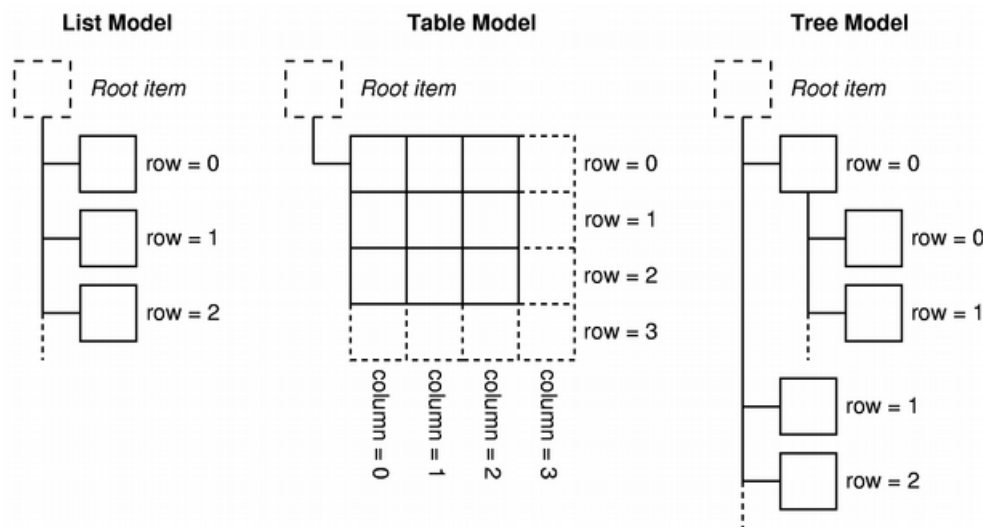 List Model
Root item
row = 0
row = 1
row = 2
Table Model
Root item
row = 0
row = 1
row = 2
row = 3
column = 0
column = 1
column = 2
column = 3
Tree Model
Root item
row = 0
row = 0
row = 1
row = 1
row = 2